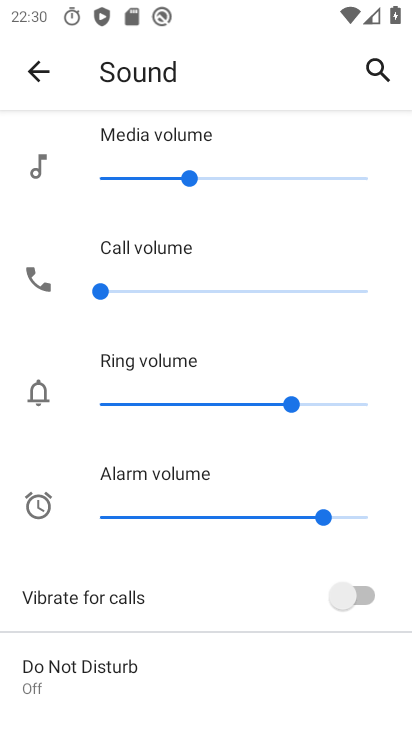 22:30
Sound
Media volume
Call volume
Ring volume
Alarm volume
Vibrate for calls
Do Not Disturb
Off